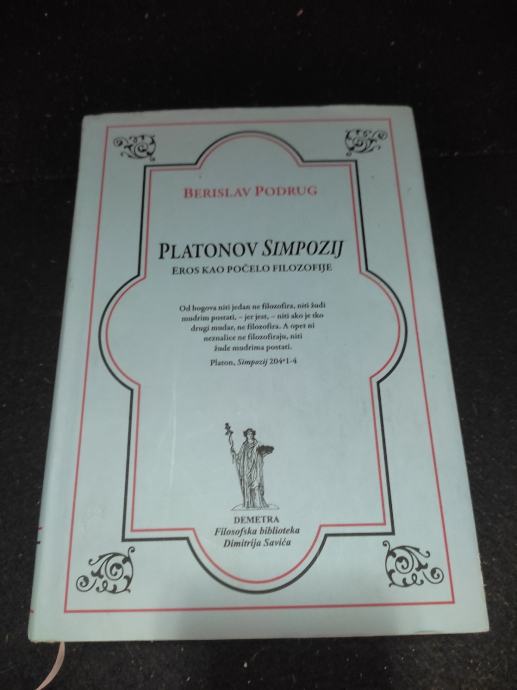 BERISLAV PODRUG
PLATONOV SIMPOZIJ
EROS KAO POČELO FILOZOFIJE
Od bogova niti jedan ne filozofira, niti žudi
mudrim postati, – jer jest, – niti ako je tko
drugi mudar, ne filozofira. A opet ni
neznalice ne filozofiraju, niti
žude mudrima postati.
Platon, Simpozij 204ª1-4
DEMETRA
Filosofska biblioteka
Dimitrija Savića